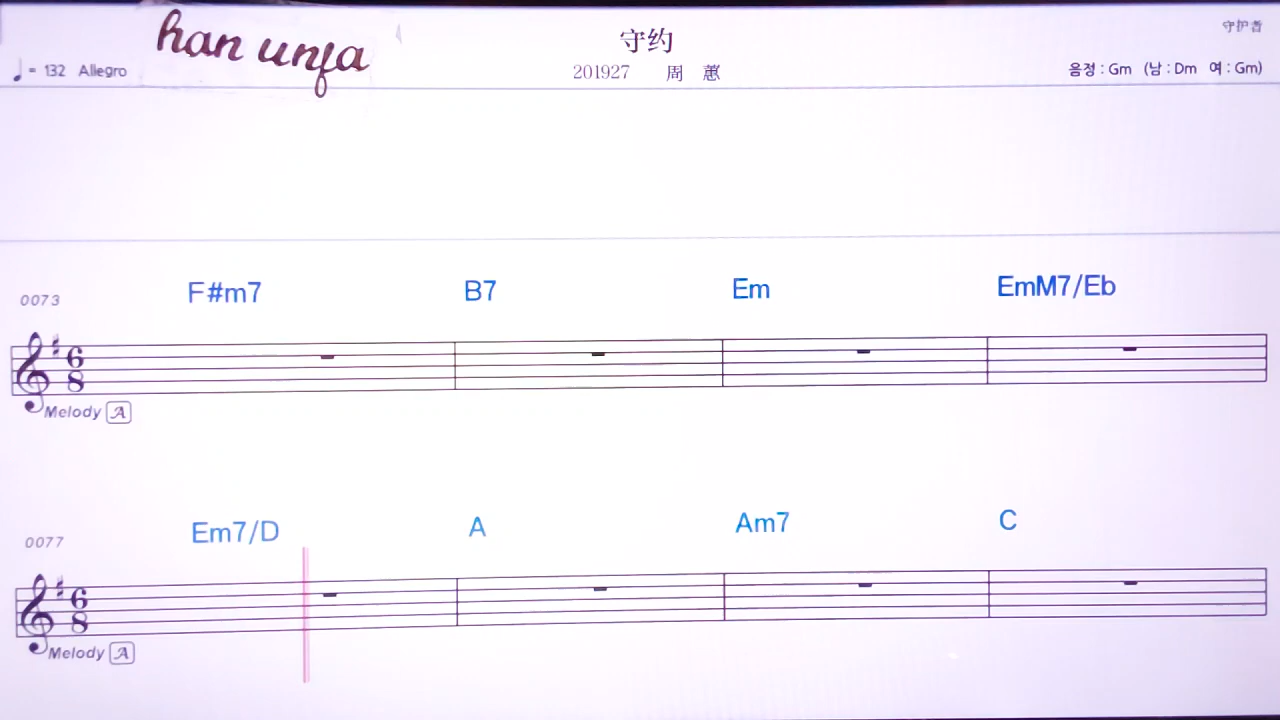 han unfa
守约
守护者
♩= 132 Allegro
201927 周 蕙
음정 : Gm (남 : Dm 여 : Gm)
0073
F#m7 B7 Em EmM7/Eb
6
8
Melody A
0077
Em7/D A Am7 C
6
8
Melody A